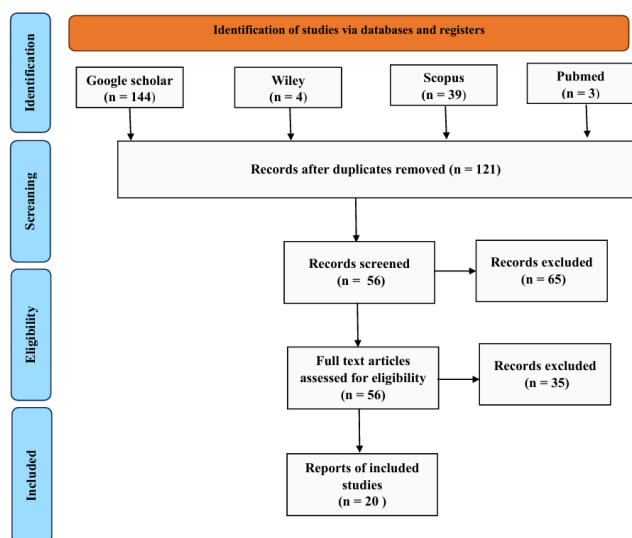 Identification of studies via databases and registers
Identification
Google scholar
(n = 144)
Wiley
(n = 4)
Scopus
(n = 39)
Pubmed
(n = 3)
Screaning
Records after duplicates removed (n = 121)
Records screened
(n = 56)
Records excluded
(n = 65)
Eligibility
Full text articles
assessed for eligibility
(n = 56)
Records excluded
(n = 35)
Included
Reports of included
studies
(n = 20 )